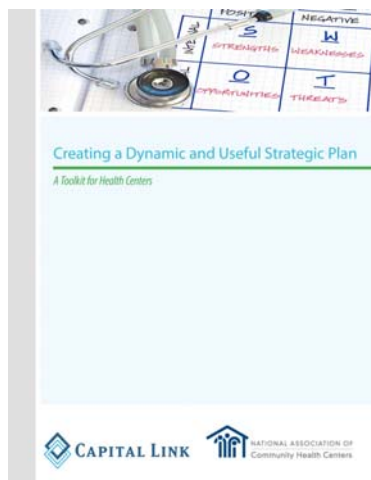 POSITIVE
NEGATIVE
S
W
STRENGTHS
WEAKNESSES
O
T
OPPORTUNITIES
THREATS
Creating a Dynamic and Useful Strategic Plan
A Toolkit for Health Centers
CAPITAL LINK
NATIONAL ASSOCIATION OF
Community Health Centers